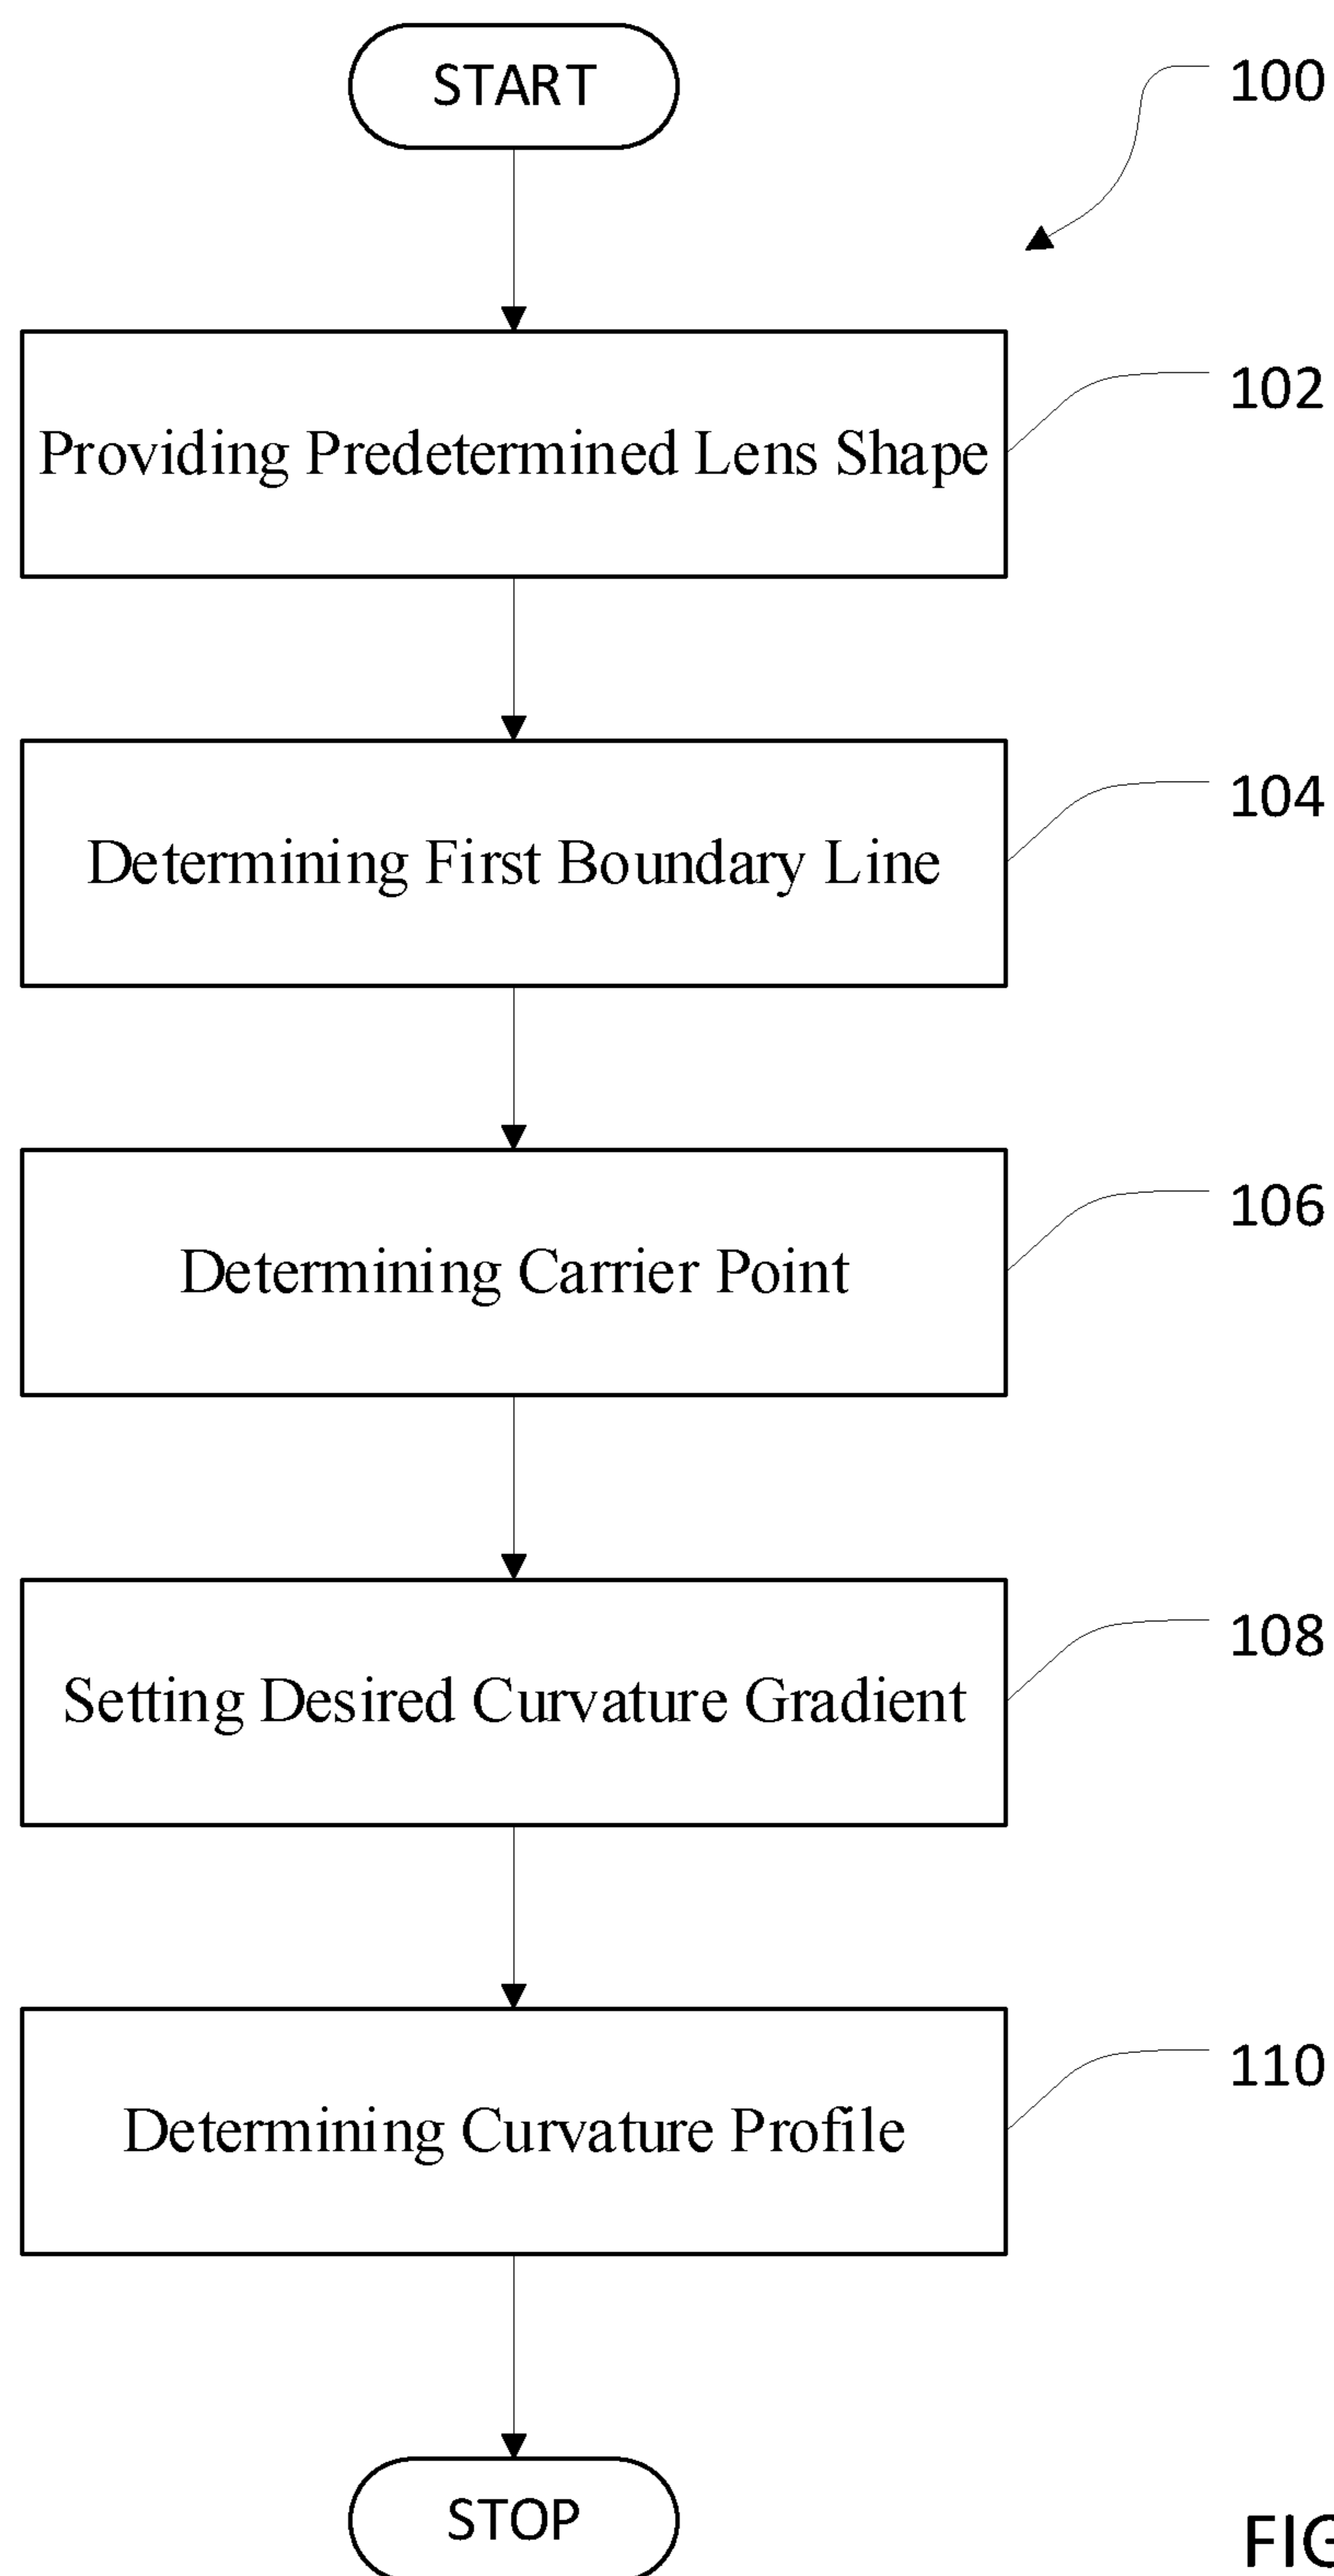 START
100
Providing Predetermined Lens Shape
102
Determining First Boundary Line
104
Determining Carrier Point
106
Setting Desired Curvature Gradient
108
Determining Curvature Profile
110
STOP
FIG